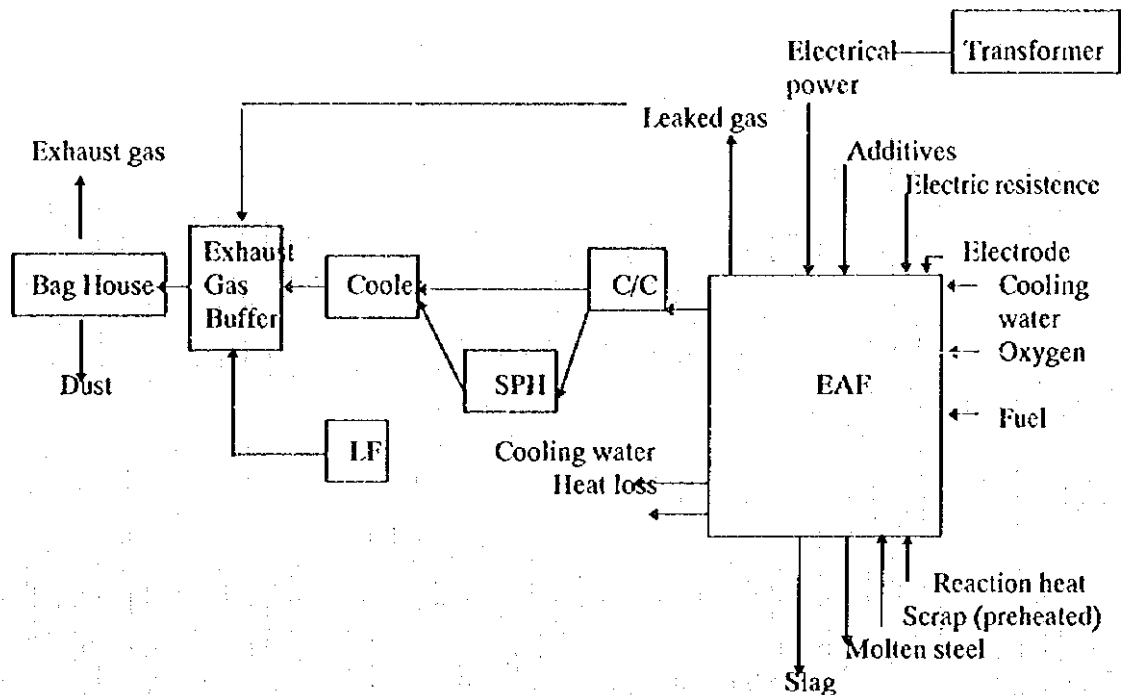 Electrical
power
Transformer
Leaked gas
Exhaust gas
Additives
Electric resistence
Exhaust
Gas
Buffer
Electrode
Bag House
Coole
C/C
Cooling
water
Oxygen
Dust
SPH
EAF
Fuel
LF
Cooling water
Heat loss
Reaction heat
Scrap (preheated)
Molten steel
Slag